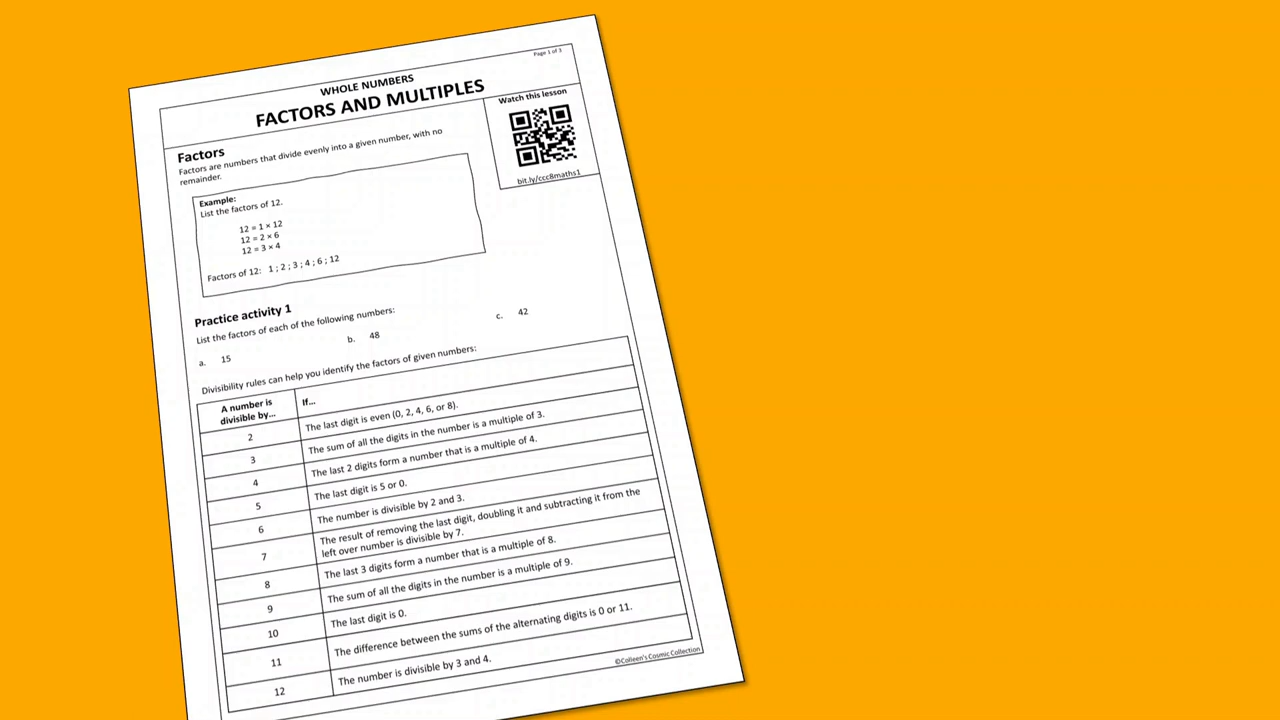 Page 1 of 3
WHOLE NUMBERS
FACTORS AND MULTIPLES
Watch this lesson
bit.ly/ccc8maths1
Factors
Factors are numbers that divide evenly into a given number, with no
remainder.
Example:
List the factors of 12.
12 = 1 × 12
12 = 2 × 6
12 = 3 × 4
Factors of 12: 1 ; 2 ; 3 ; 4 ; 6 ; 12
Practice activity 1
List the factors of each of the following numbers:
a. 15 b. 48 c. 42
Divisibility rules can help you identify the factors of given numbers:
A number is
divisible by...
If...
2 The last digit is even (0, 2, 4, 6, or 8).
3 The sum of all the digits in the number is a multiple of 3.
4 The last 2 digits form a number that is a multiple of 4.
5 The last digit is 5 or 0.
6 The number is divisible by 2 and 3.
7 The result of removing the last digit, doubling it and subtracting it from the
left over number is divisible by 7.
8 The last 3 digits form a number that is a multiple of 8.
9 The sum of all the digits in the number is a multiple of 9.
10 The last digit is 0.
11 The difference between the sums of the alternating digits is 0 or 11.
12 The number is divisible by 3 and 4.
©Colleen's Cosmic Collection